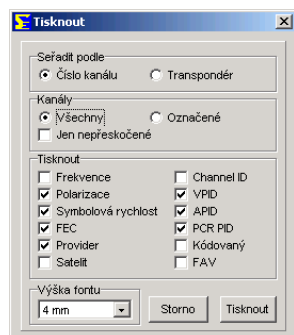 Tisknout
Seřadit podle
Číslo kanálu Transpondér
Kanály
Všechny Označené
Jen nepřeskočené
Tisknout
Frekvence Channel ID
Polarizace VPID
Symbolová rychlost APID
FEC PCR PID
Provider Kódovaný
Satelit FAV
Výška fontu
4 mm Storno Tisknout